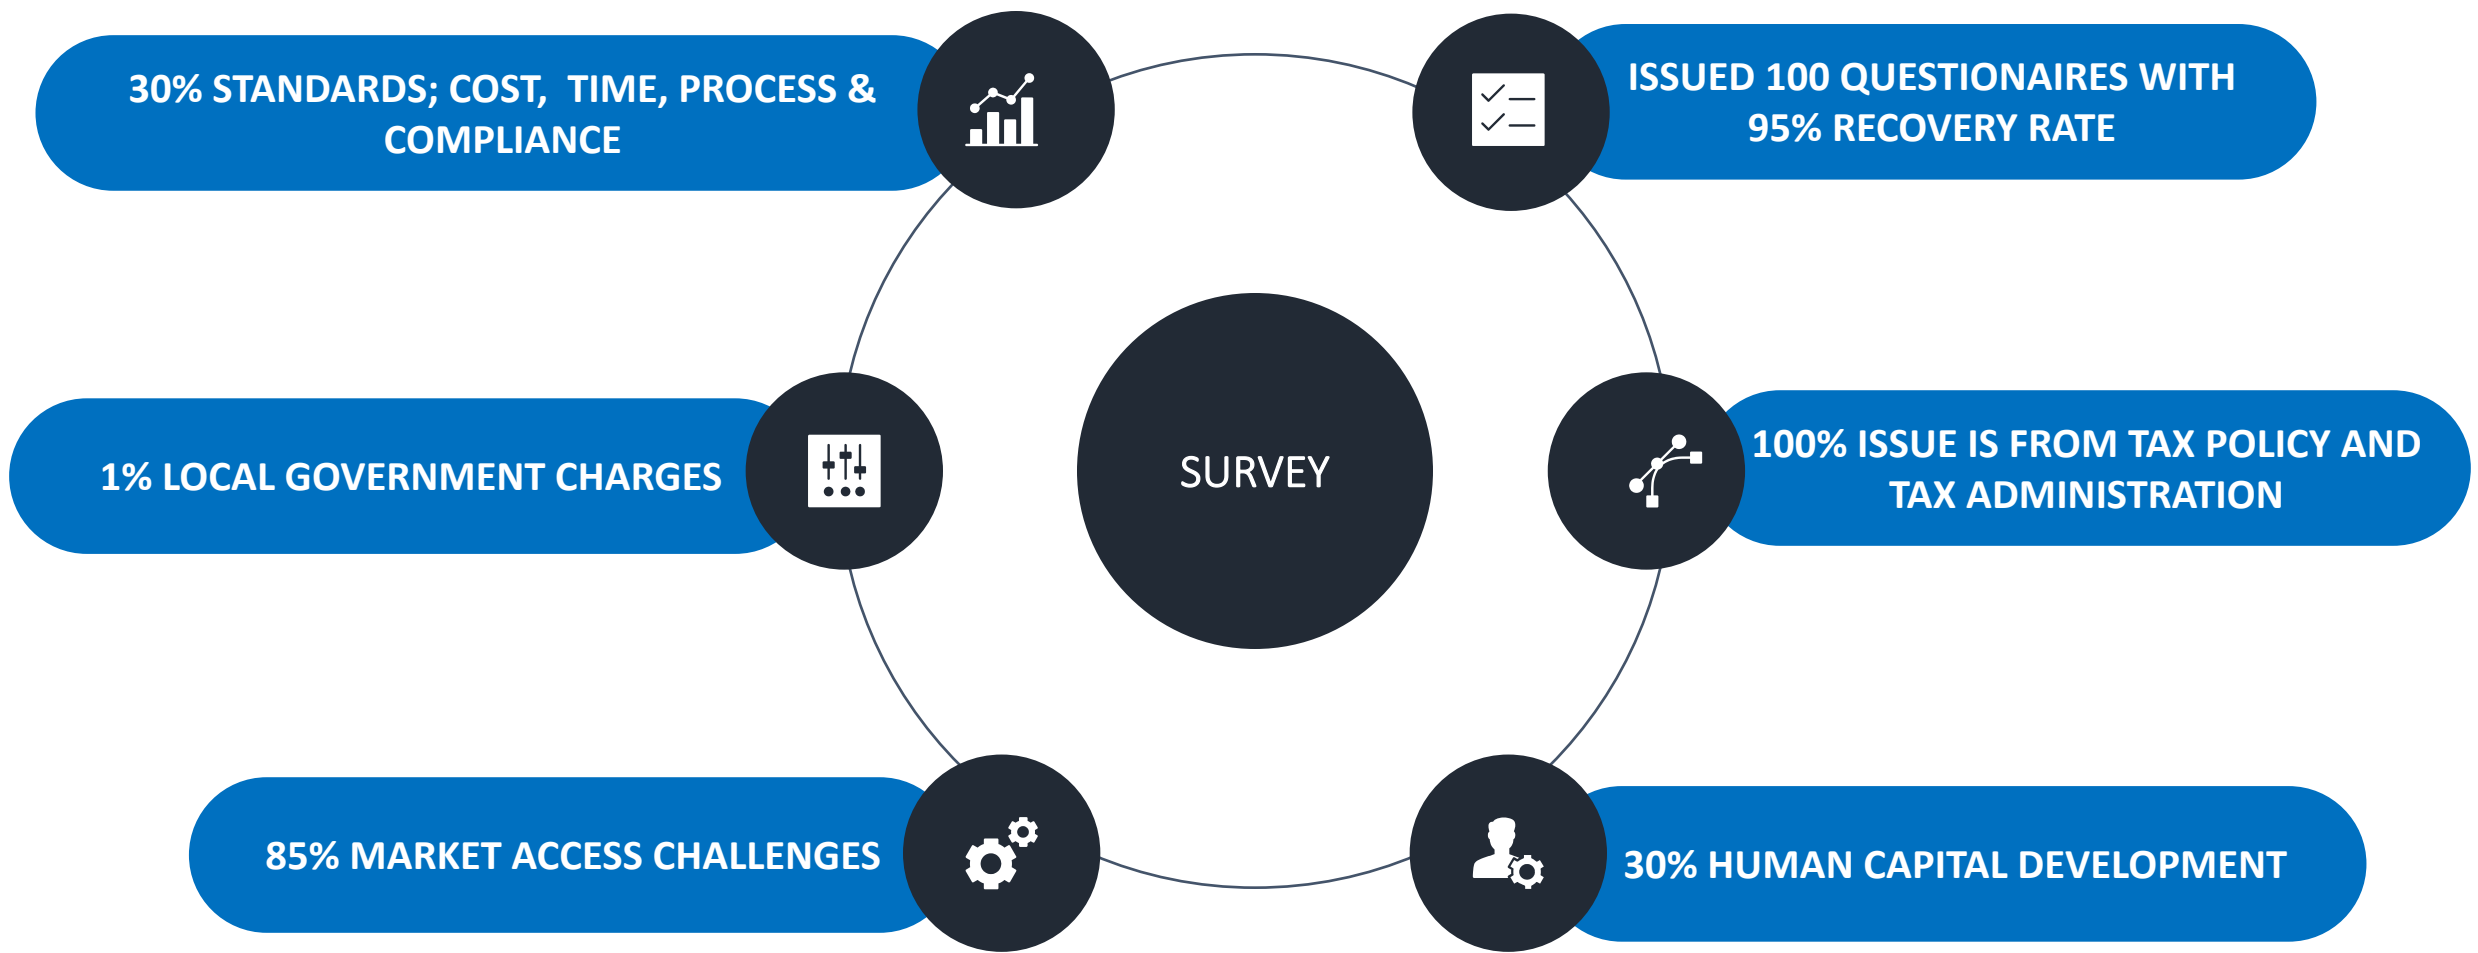 30% STANDARDS; COST, TIME, PROCESS &
COMPLIANCE
ISSUED 100 QUESTIONAIRES WITH
95% RECOVERY RATE
1% LOCAL GOVERNMENT CHARGES
SURVEY
100% ISSUE IS FROM TAX POLICY AND
TAX ADMINISTRATION
85% MARKET ACCESS CHALLENGES
30% HUMAN CAPITAL DEVELOPMENT